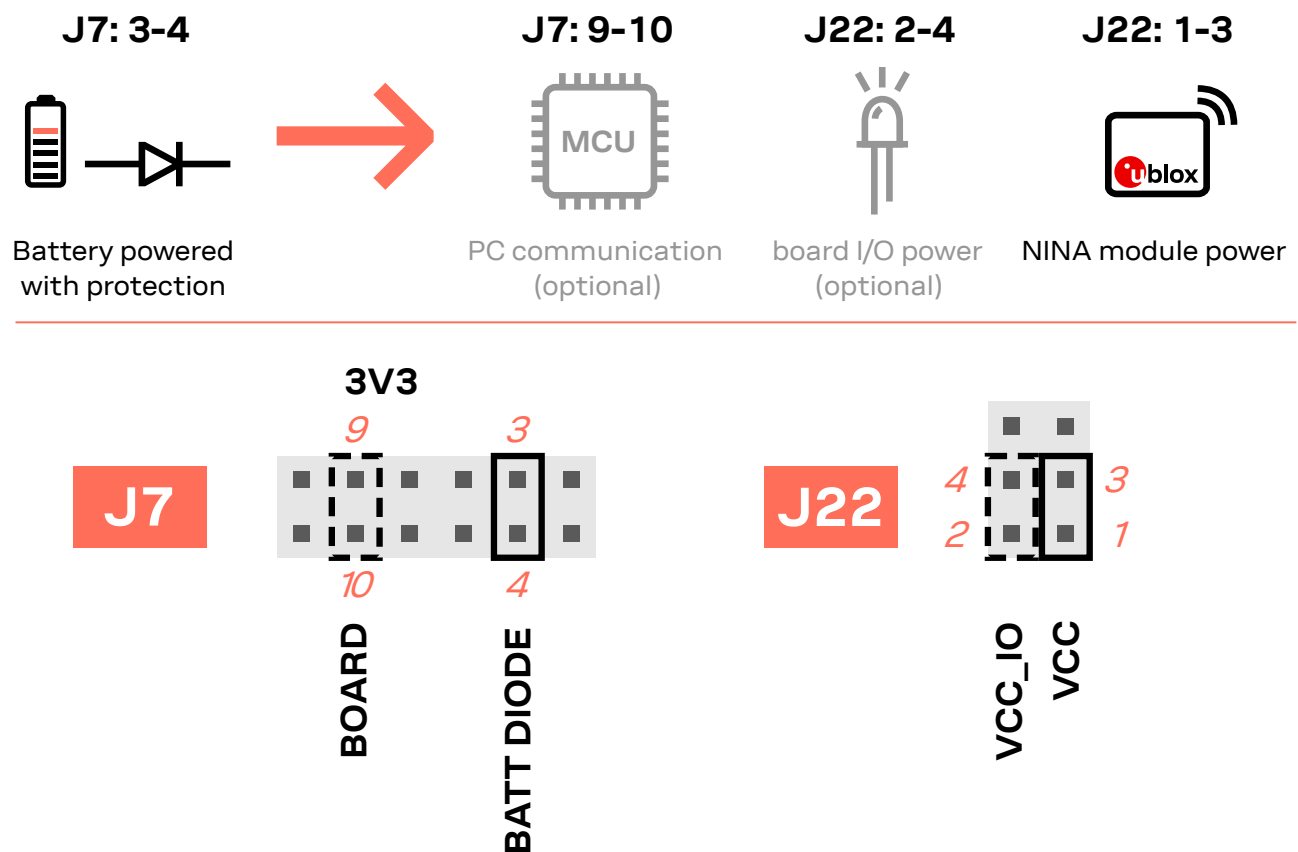 J7: 3-4
J7: 9-10
J22: 2-4
J22: 1-3
MCU
ublox
Battery powered
with protection
PC communication
(optional)
board I/O power
(optional)
NINA module power
3V3
9
3
J7
10
4
BOARD
BATT DIODE
J22
4
3
2
1
VCC_IO
VCC